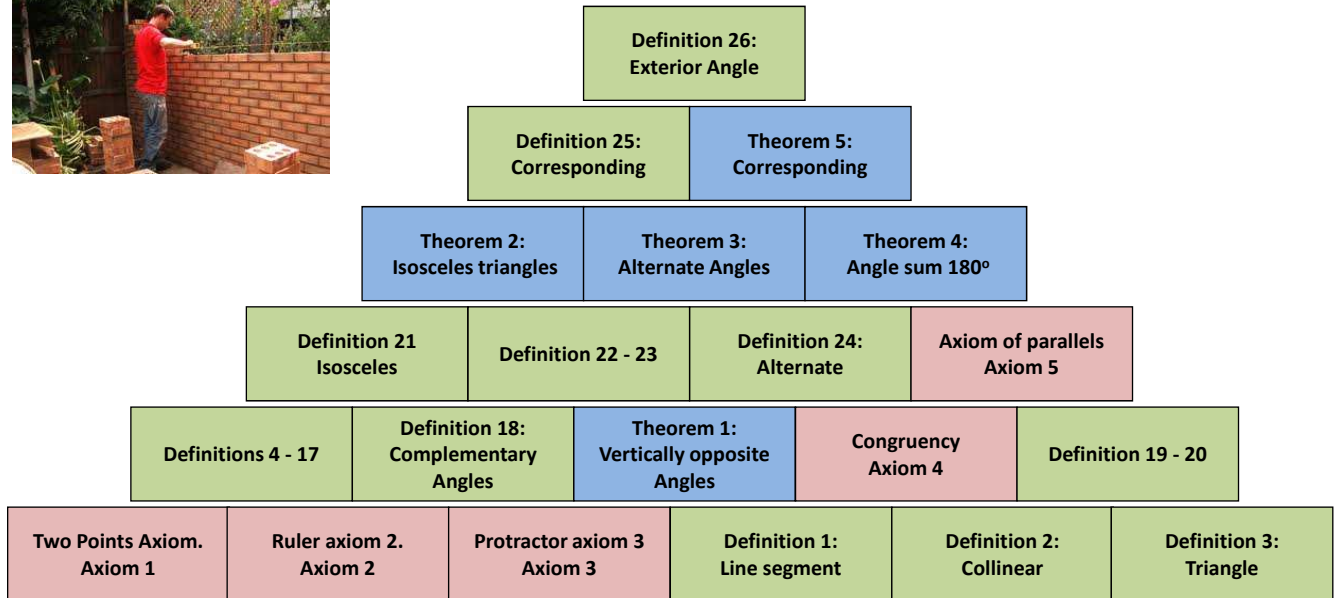 Definition 26:
Exterior Angle
Definition 25:
Corresponding
Theorem 5:
Corresponding
Theorem 2:
Isosceles triangles
Theorem 3:
Alternate Angles
Theorem 4:
Angle sum 180º
Definition 21
Isosceles
Definition 22 - 23
Definition 24:
Alternate
Axiom of parallels
Axiom 5
Definitions 4 - 17
Definition 18:
Complementary
Angles
Theorem 1:
Vertically opposite
Angles
Congruency
Axiom 4
Definition 19 - 20
Two Points Axiom.
Axiom 1
Ruler axiom 2.
Axiom 2
Protractor axiom 3
Axiom 3
Definition 1:
Line segment
Definition 2:
Collinear
Definition 3:
Triangle